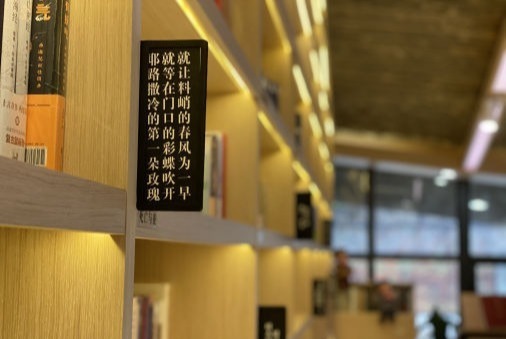 就让料峭的春风为一早
就等在门口的彩蝶吹开
耶路撒冷的第一朵玫瑰